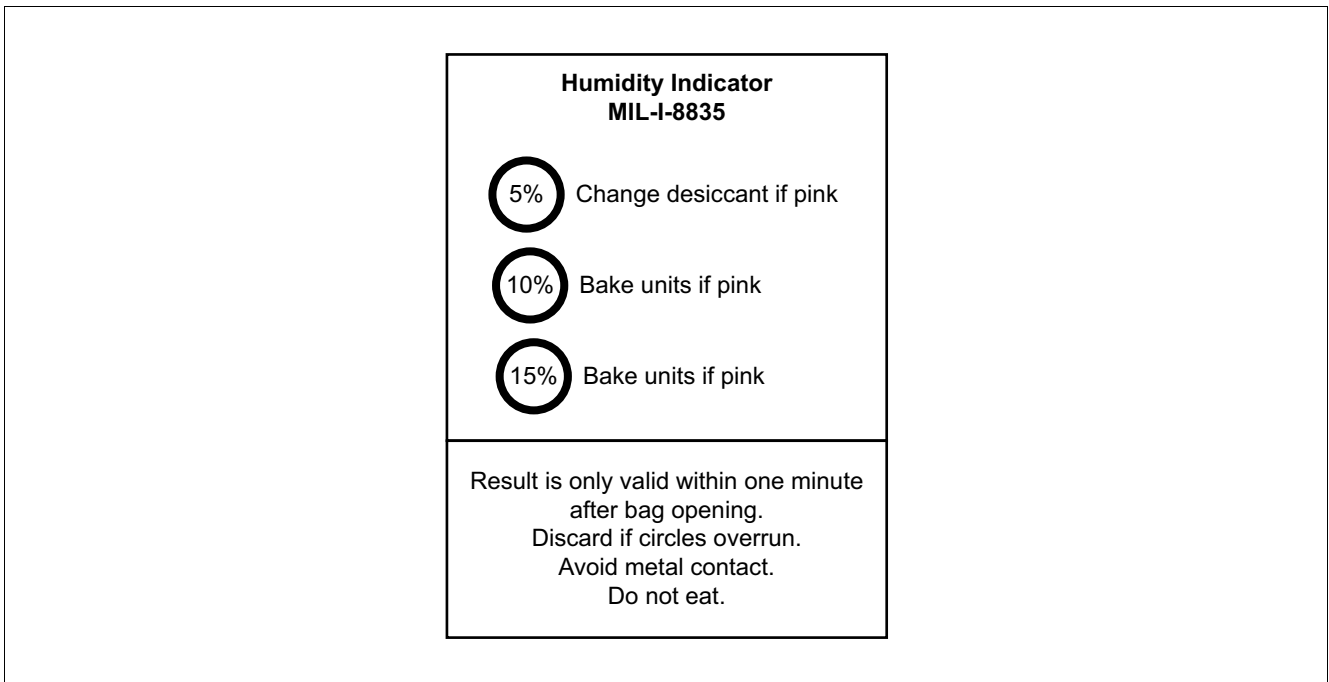 Humidity Indicator
MIL-I-8835
5% Change desiccant if pink
10% Bake units if pink
15% Bake units if pink
Result is only valid within one minute
after bag opening.
Discard if circles overrun.
Avoid metal contact.
Do not eat.